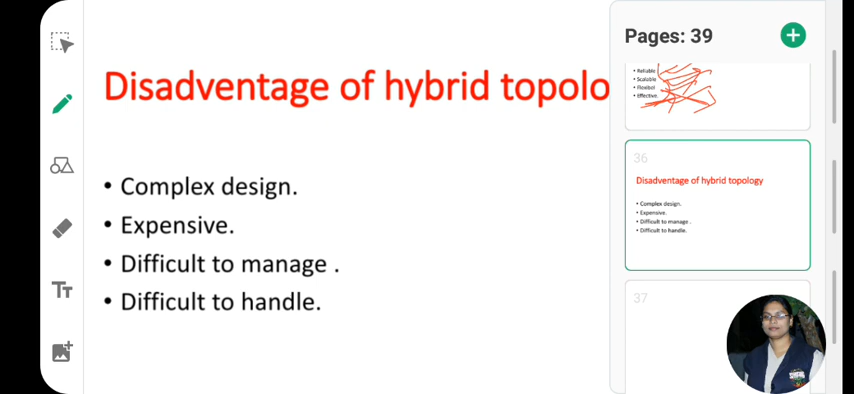 Disadventage of hybrid topolo
• Complex design.
• Expensive.
• Difficult to manage .
• Difficult to handle.
Tт
Pages: 39
• Reliable
• Scalable
• Flexibel
• Effective.
36
Disadventage of hybrid topology
• Complex design.
• Expensive.
• Difficult to manage .
• Difficult to handle.
37